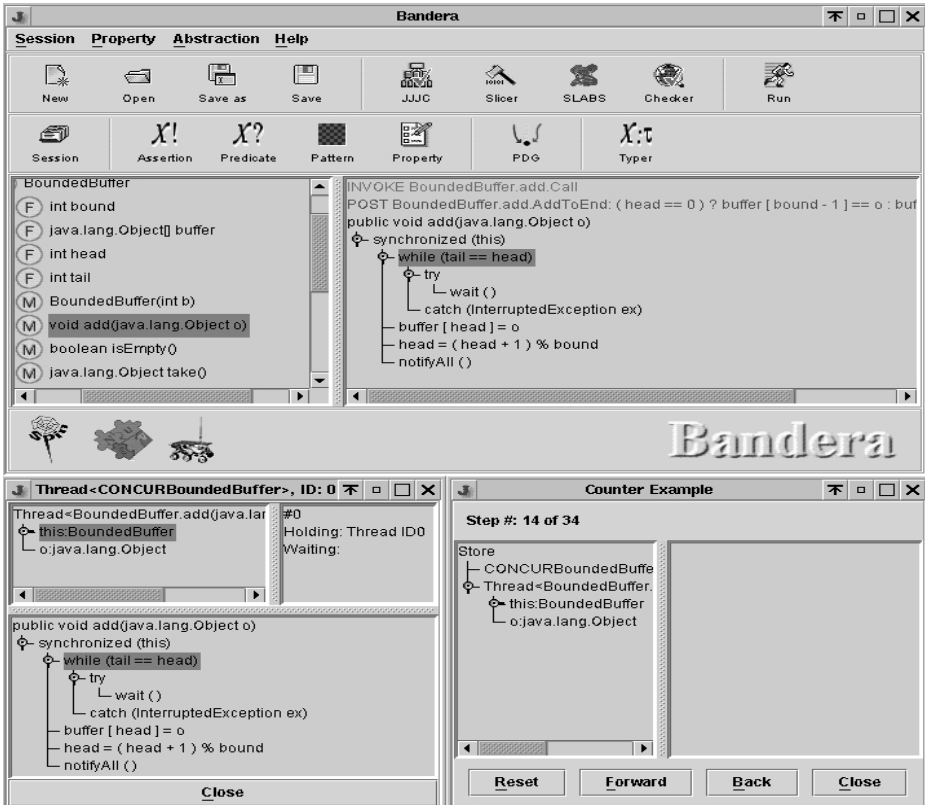 Bandera
Session Property Abstraction Help
New Open Save as Save JJJC Slicer SLABS Checker Run
X! X? X:τ
Session Assertion Predicate Pattern Property PDG Typer
BoundedBuffer
F int bound
F java.lang.Object[] buffer
F int head
F int tail
M BoundedBuffer(int b)
M void add(java.lang.Object o)
M boolean isEmpty()
M java.lang.Object take()
INVOKE BoundedBuffer.add.Call
POST BoundedBuffer.add.AddToEnd: ( head == 0 ) ? buffer [ bound - 1 ] == o : buf
public void add(java.lang.Object o)
synchronized (this)
while (tail == head)
try
wait ( )
catch (InterruptedException ex)
buffer [ head ] = o
head = ( head + 1 ) % bound
notifyAll ( )
SPIN
Bandera
Thread<CONCURBoundedBuffer>, ID: 0
Thread<BoundedBuffer.add(java.lar
this:BoundedBuffer
o:java.lang.Object
#0
Holding: Thread ID0
Waiting:
public void add(java.lang.Object o)
synchronized (this)
while (tail == head)
try
wait ( )
catch (InterruptedException ex)
buffer [ head ] = o
head = ( head + 1 ) % bound
notifyAll ( )
Close
Counter Example
Step #: 14 of 34
Store
CONCURBoundedBuffe
Thread<BoundedBuffer.
this:BoundedBuffer
o:java.lang.Object
Reset Forward Back Close